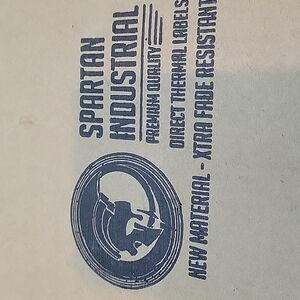 SPARTAN
INDUSTRIAL
PREMIUM QUALITY
DIRECT THERMAL LABELS
NEW MATERIAL - XTRA FADE RESISTANT